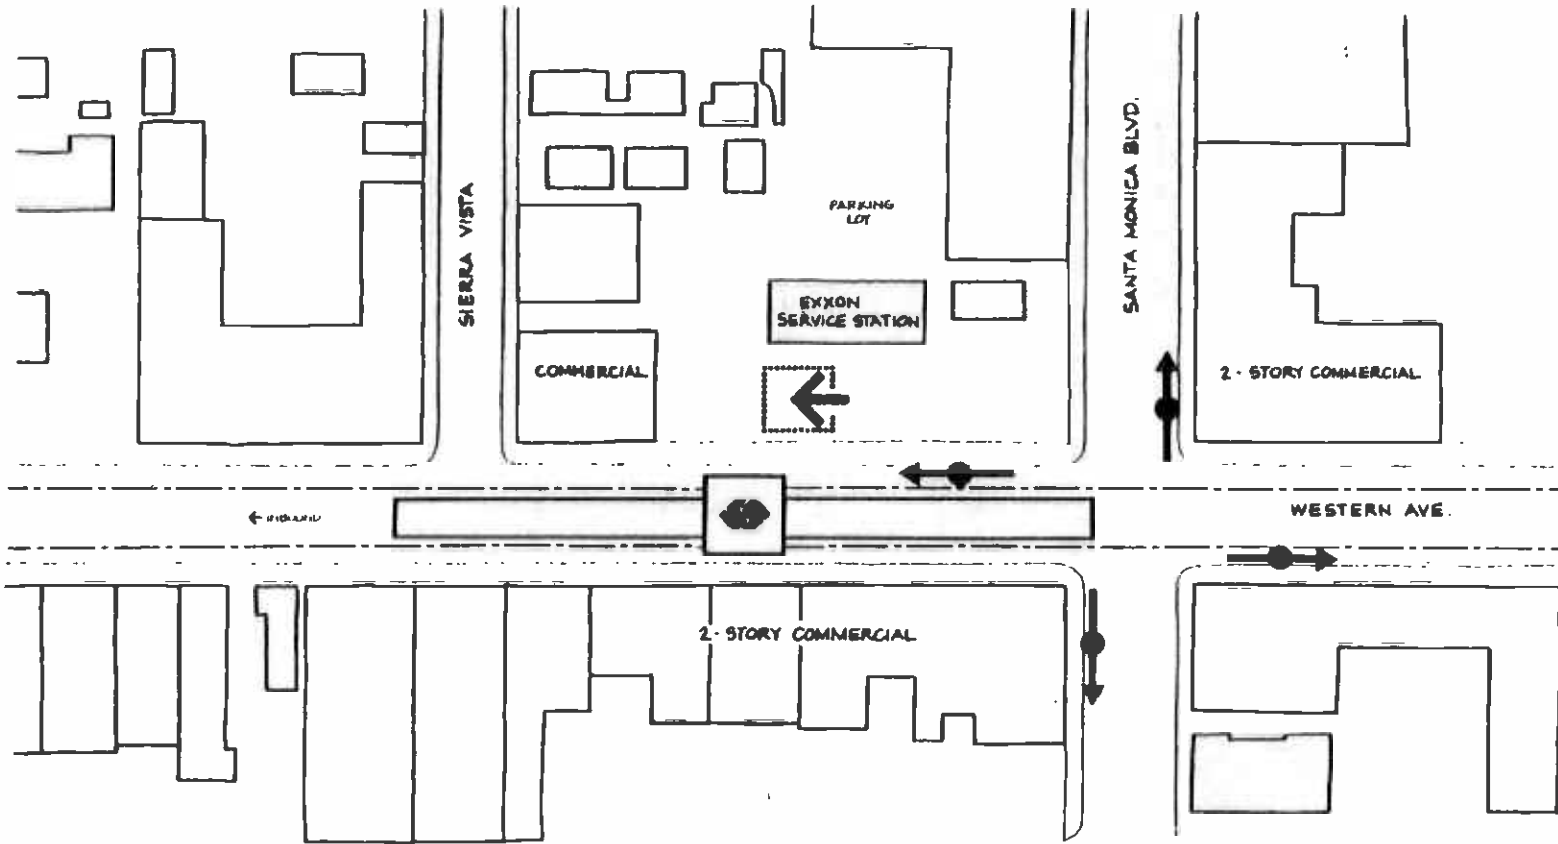 SIERRA VISTA
SANTA MONICA BLVD.
PARKING
LOT
EXXON
SERVICE STATION
COMMERCIAL
2-STORY COMMERCIAL
← INBOUND
WESTERN AVE.
2-STORY COMMERCIAL